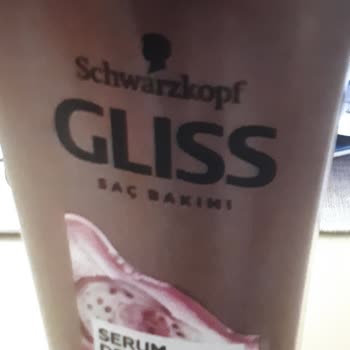 Schwarzkopf
GLISS
SAÇ BAKIMI
SERUM